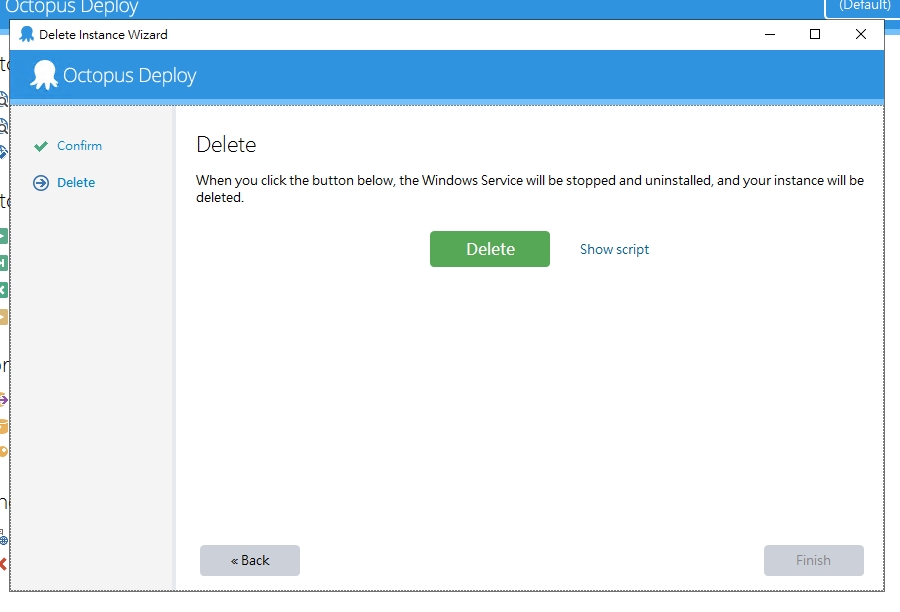 Octopus Deploy
(Default)
Delete Instance Wizard
Octopus Deploy
Confirm
Delete
Delete
When you click the button below, the Windows Service will be stopped and uninstalled, and your instance will be
deleted.
Delete
Show script
« Back
Finish